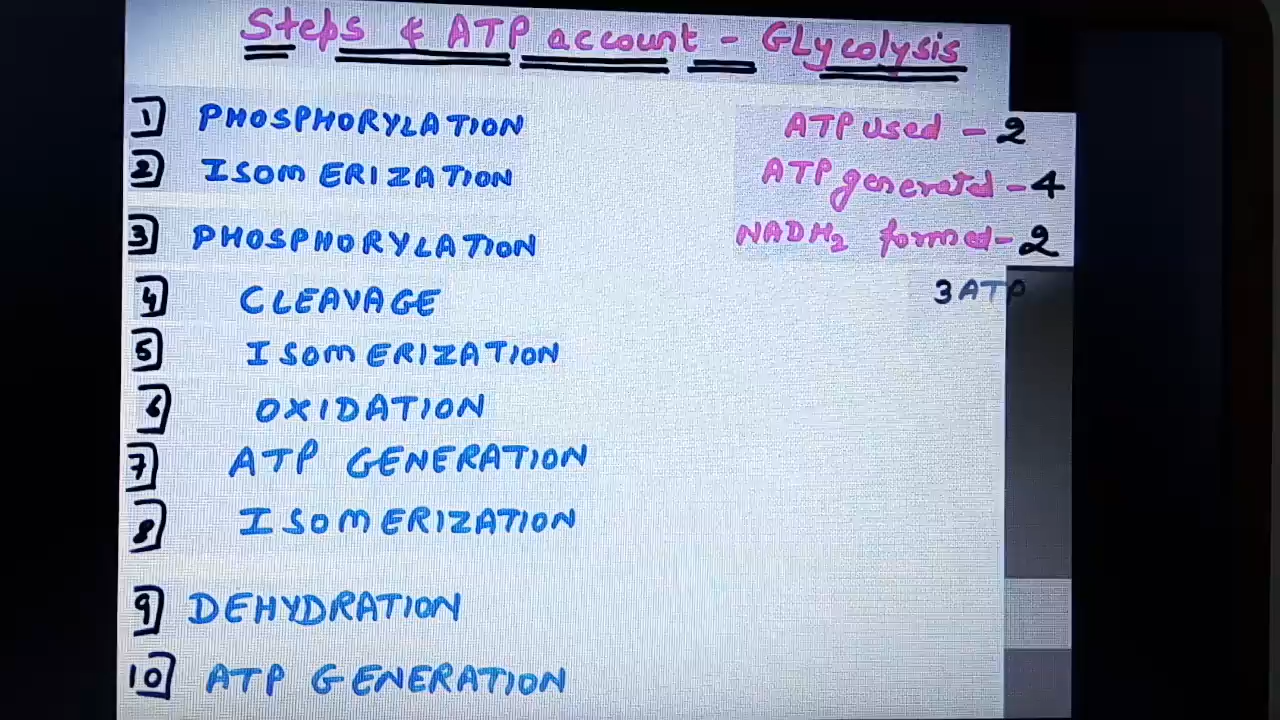 Steps & ATP account - GLycolysis
1 PHOSPHORYLATION
2 ISOMERIZATION
3 PHOSPHORYLATION
4 CLEAVAGE
5 ISOMERIZATION
6 OXIDATION
7 ATP GENERATION
8 ISOMERIZATION
9 DEHYDRATION
10 ATP GENERATION
ATP used - 2
ATP generated - 4
NADH2 formed - 2
3 ATP